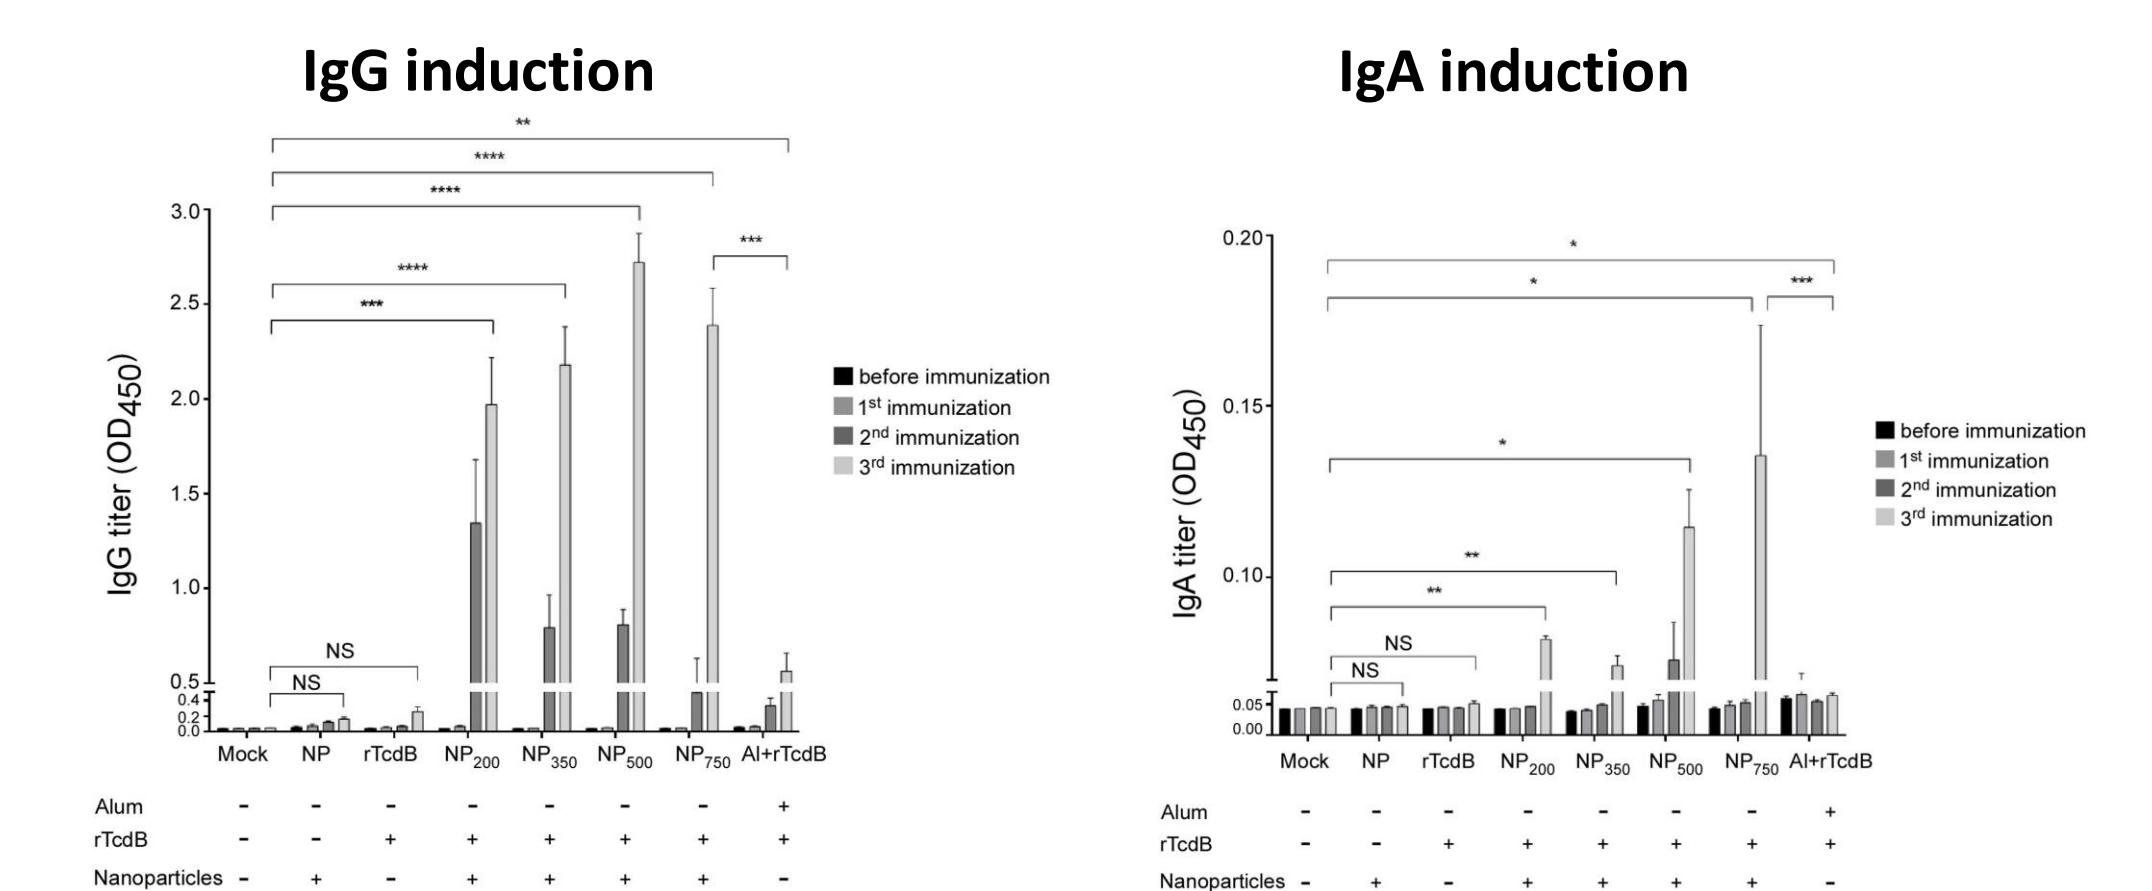 IgG induction
**
****
****
***
****
***
NS
NS
IgG titer (OD450)
3.0
2.5
2.0
1.5
1.0
0.5
0.4
0.2
0.0
before immunization
1st immunization
2nd immunization
3rd immunization
Mock NP rTcdB NP200 NP350 NP500 NP750 Al+rTcdB
Alum - - - - - - - +
rTcdB - - + + + + + +
Nanoparticles - + - + + + + -
IgA induction
*
*
***
*
**
**
NS
NS
IgA titer (OD450)
0.20
0.15
0.10
0.05
0.00
before immunization
1st immunization
2nd immunization
3rd immunization
Mock NP rTcdB NP200 NP350 NP500 NP750 Al+rTcdB
Alum - - - - - - - +
rTcdB - - + + + + + +
Nanoparticles - + - + + + + -